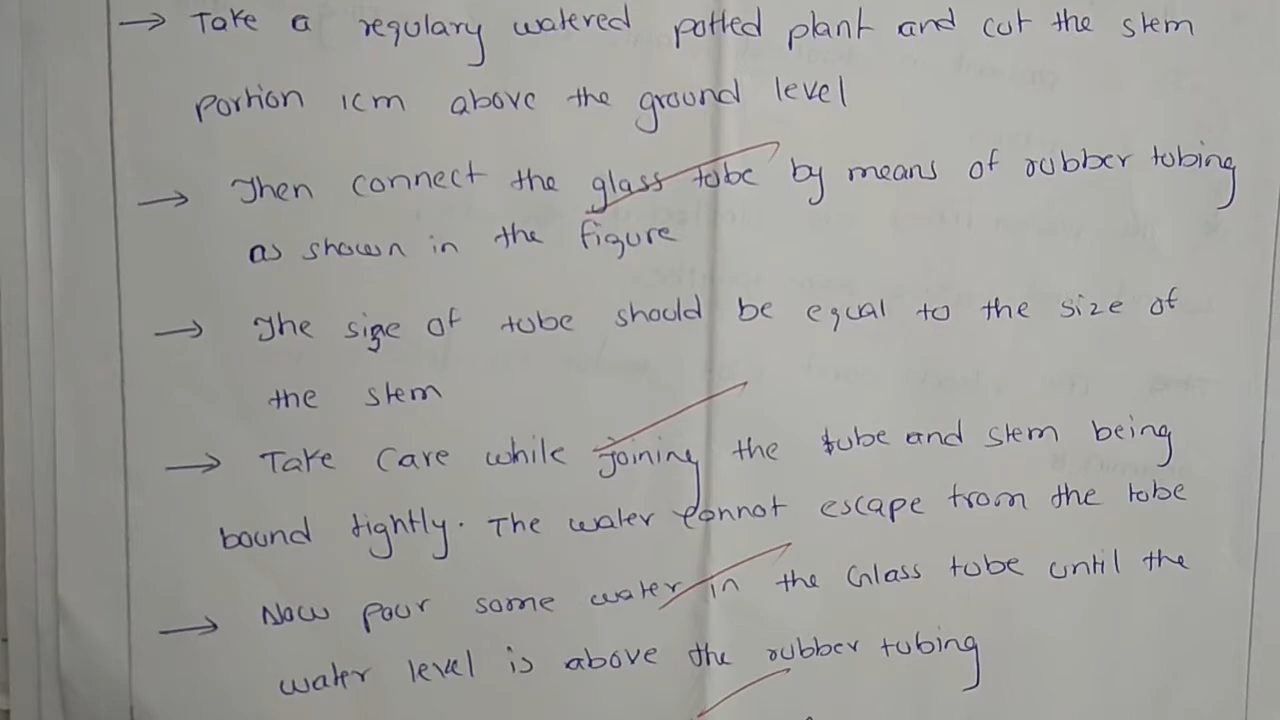 → Take a regulary watered potted plant and cut the stem
portion 1cm above the ground level
→ Then connect the glass tube by means of rubber tubing
as shown in the figure
→ The size of tube should be equal to the size of
the stem
→ Take Care while joining the tube and stem being
bound tightly. The water cannot escape from the tube
→ Now pour some water in the Glass tube until the
water level is above the rubber tubing